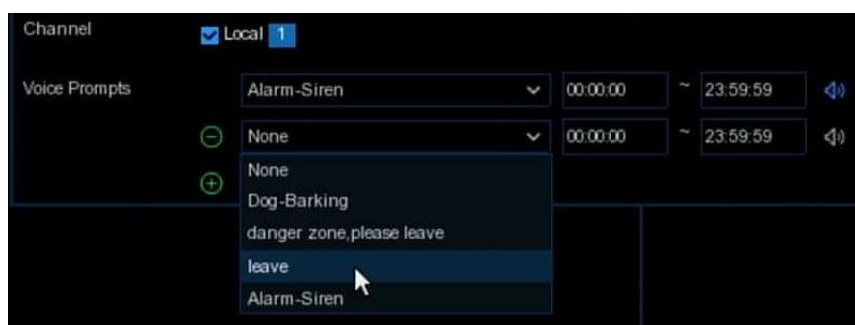 Channel
Local 1
Voice Prompts Alarm-Siren 00:00:00 ~ 23:59:59
None 00:00:00 ~ 23:59:59
None
Dog-Barking
danger zone,please leave
leave
Alarm-Siren